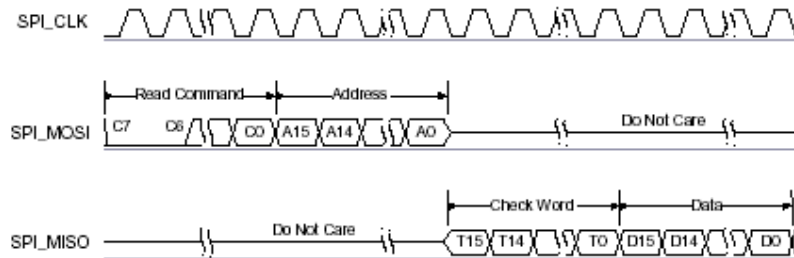 SPI_CLK
Read Command Address
SPI_MOSI C7 C6 C0 A15 A14 A0 Do Not Care
Check Word Data
SPI_MISO Do Not Care T15 T14 T0 D15 D14 D0